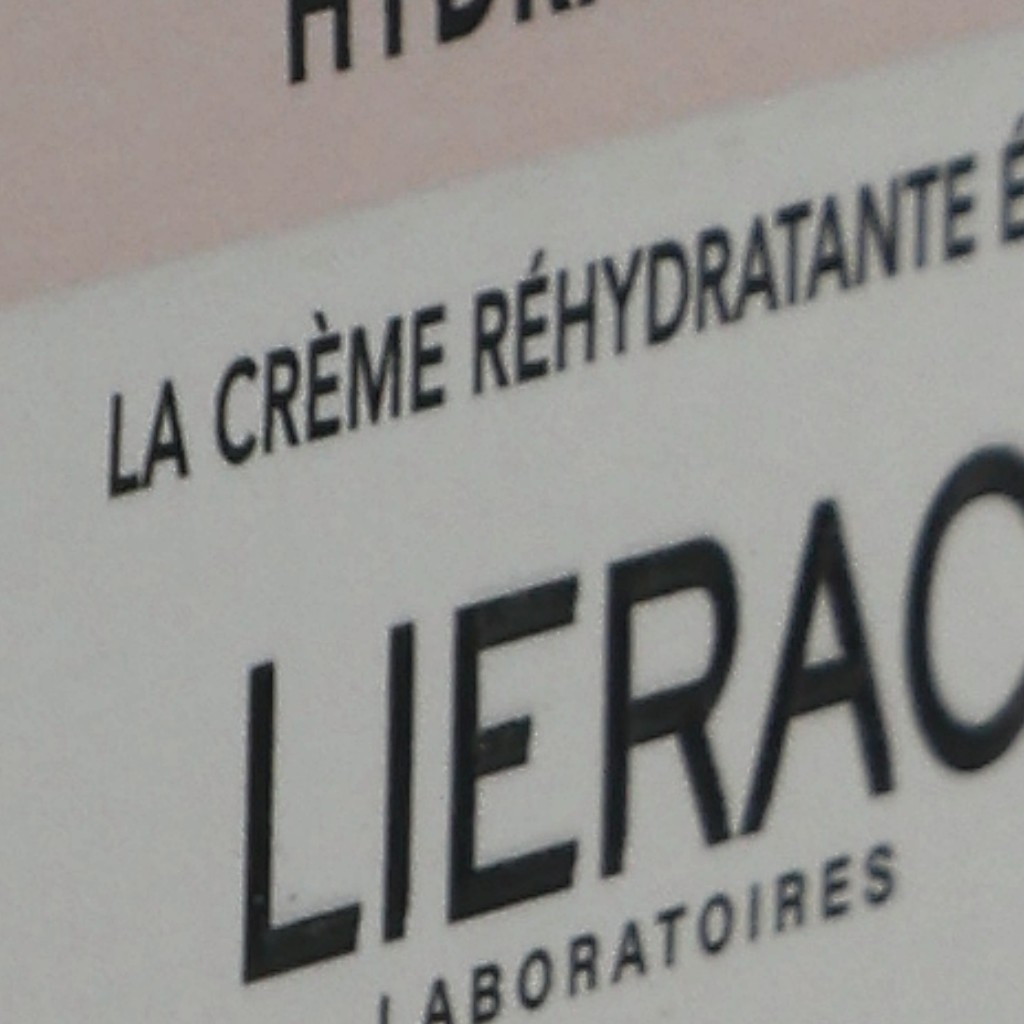 LA CRÈME RÉHYDRATANTE
LIERAC
LABORATOIRES